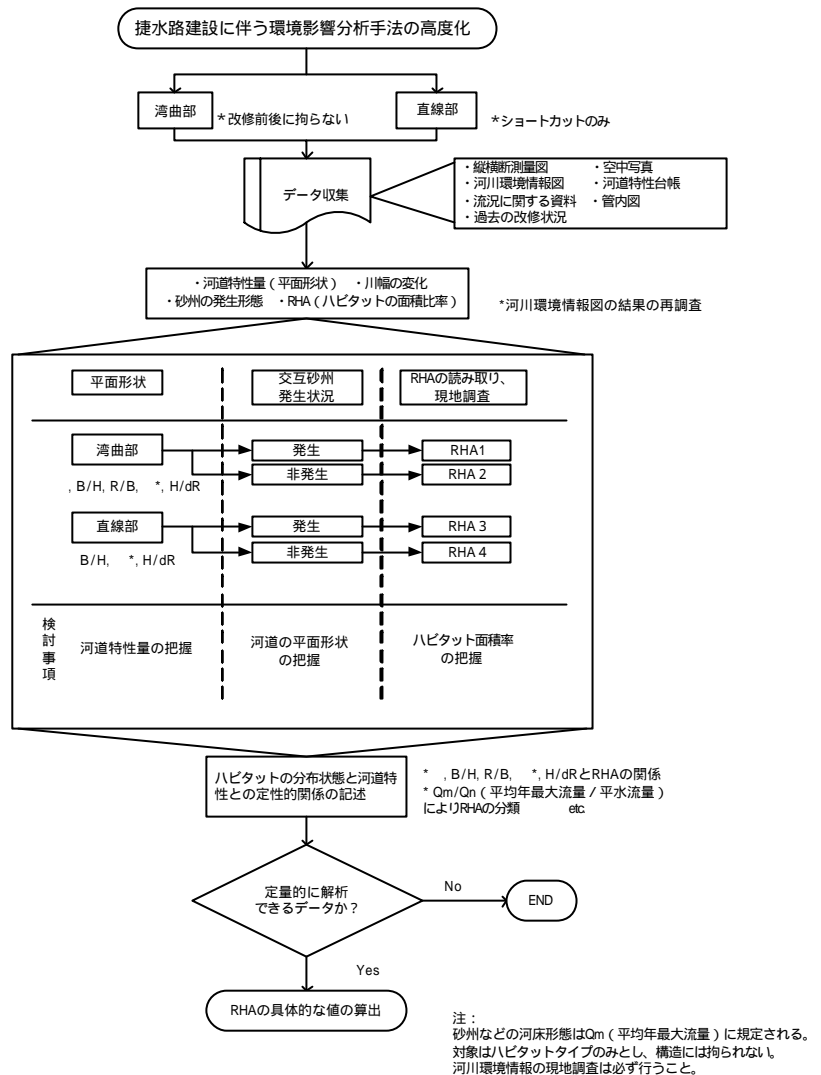 捷水路建設に伴う環境影響分析手法の高度化
湾曲部
*改修前後に拘らない
直線部
*ショートカットのみ
データ収集
・縦横断測量図 ・空中写真
・河川環境情報図 ・河道特性台帳
・流況に関する資料 ・管内図
・過去の改修状況
・河道特性量(平面形状) ・川幅の変化
・砂州の発生形態 ・RHA(ハビタットの面積比率)
*河川環境情報図の結果の再調査
平面形状
交互砂州
発生状況
RHAの読み取り、
現地調査
湾曲部
発生
RHA1
非発生
RHA 2
, B/H, R/B, *, H/dR
直線部
発生
RHA 3
非発生
RHA 4
B/H, *, H/dR
検討事項
河道特性量の把握
河道の平面形状
の把握
ハビタット面積率
の把握
ハビタットの分布状態と河道特
性との定性的関係の記述
* , B/H, R/B, *, H/dRとRHAの関係
* Qm/Qn(平均年最大流量/平水流量)
によりRHAの分類 etc.
定量的に解析
できるデータか?
No
END
Yes
RHAの具体的な値の算出
注:
砂州などの河床形態はQm(平均年最大流量)に規定される。
対象はハビタットタイプのみとし、構造には拘られない。
河川環境情報の現地調査は必ず行うこと。